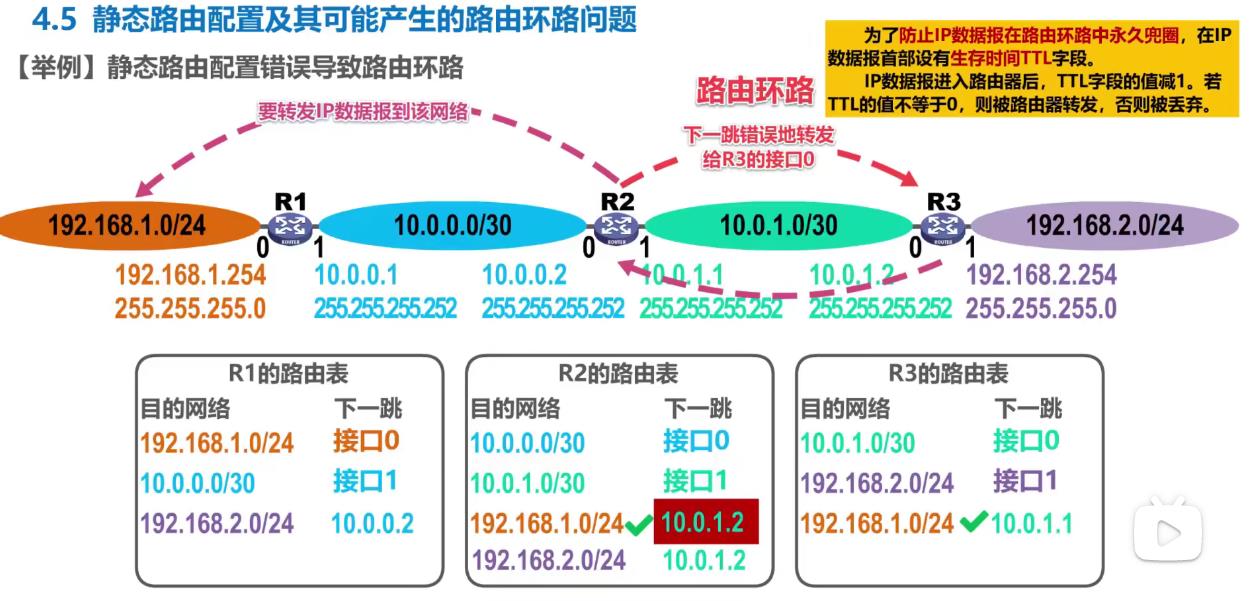 4.5 静态路由配置及其可能产生的路由环路问题
【举例】静态路由配置错误导致路由环路
为了防止IP数据报在路由环路中永久兜圈，在IP
数据报首部设有生存时间TTL字段。
IP数据报进入路由器后，TTL字段的值减1。若
TTL的值不等于0，则被路由器转发，否则被丢弃。
路由环路
要转发IP数据报到该网络
下一跳错误地转发
给R3的接口0
R1 R2 R3
192.168.1.0/24 10.0.0.0/30 10.0.1.0/30 192.168.2.0/24
ROUTER ROUTER ROUTER
0 1 0 1 0 1
192.168.1.254 10.0.0.1 10.0.0.2 10.0.1.1 10.0.1.2 192.168.2.254
255.255.255.0 255.255.255.252 255.255.255.252 255.255.255.252 255.255.255.252 255.255.255.0
R1的路由表
目的网络 下一跳
192.168.1.0/24 接口0
10.0.0.0/30 接口1
192.168.2.0/24 10.0.0.2
R2的路由表
目的网络 下一跳
10.0.0.0/30 接口0
10.0.1.0/30 接口1
192.168.1.0/24 10.0.1.2
192.168.2.0/24 10.0.1.2
R3的路由表
目的网络 下一跳
10.0.1.0/30 接口0
192.168.2.0/24 接口1
192.168.1.0/24 10.0.1.1